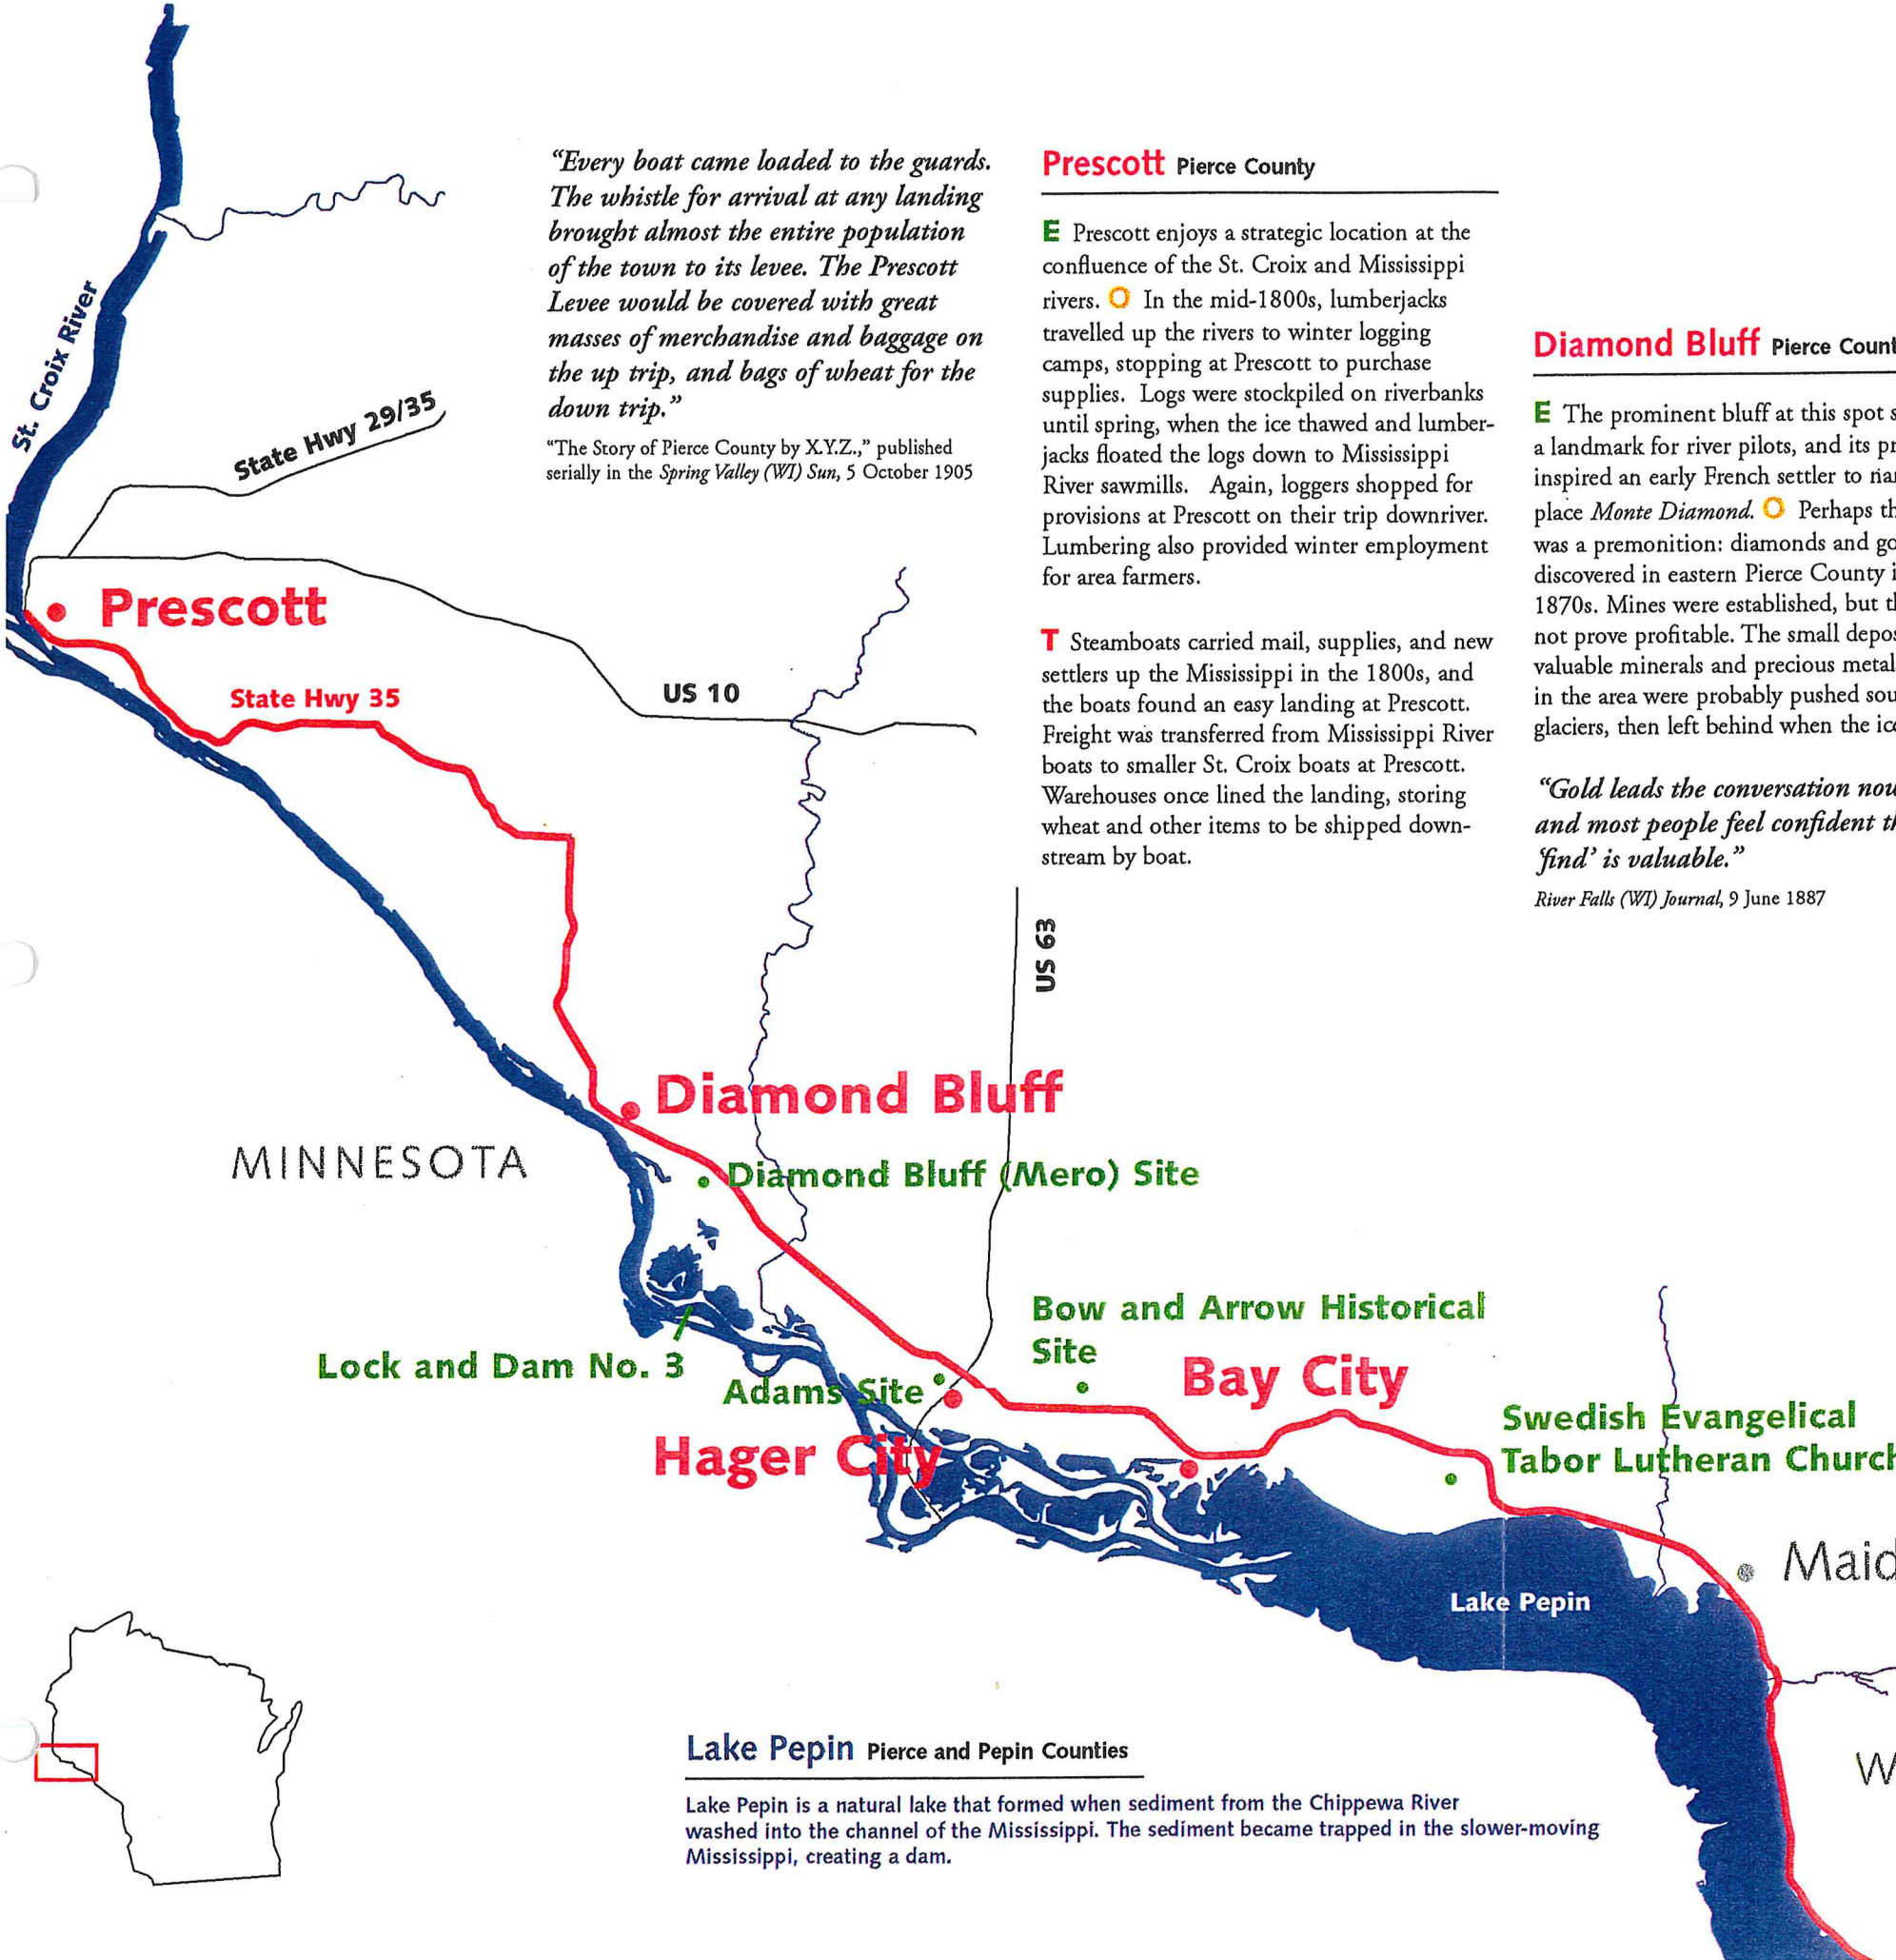 St. Croix River
State Hwy 29/35
“Every boat came loaded to the guards.
The whistle for arrival at any landing
brought almost the entire population
of the town to its levee. The Prescott
Levee would be covered with great
masses of merchandise and baggage on
the up trip, and bags of wheat for the
down trip.”
“The Story of Pierce County by X.Y.Z.,” published
serially in the Spring Valley (WI) Sun, 5 October 1905
Prescott Pierce County
E Prescott enjoys a strategic location at the
confluence of the St. Croix and Mississippi
rivers. O In the mid-1800s, lumberjacks
travelled up the rivers to winter logging
camps, stopping at Prescott to purchase
supplies. Logs were stockpiled on riverbanks
until spring, when the ice thawed and lumber-
jacks floated the logs down to Mississippi
River sawmills. Again, loggers shopped for
provisions at Prescott on their trip downriver.
Lumbering also provided winter employment
for area farmers.
T Steamboats carried mail, supplies, and new
settlers up the Mississippi in the 1800s, and
the boats found an easy landing at Prescott.
Freight was transferred from Mississippi River
boats to smaller St. Croix boats at Prescott.
Warehouses once lined the landing, storing
wheat and other items to be shipped down-
stream by boat.
Diamond Bluff Pierce
E The prominent bluff at this spot
a landmark for river pilots, and its
inspired an early French settler to
place Monte Diamond. O Perhaps
was a premonition: diamonds and
discovered in eastern Pierce County
1870s. Mines were established, but
not prove profitable. The small
valuable minerals and precious
in the area were probably pushed
glaciers, then left behind when the
“Gold leads the conversation
and most people feel confident
‘find’ is valuable.”
River Falls (WI) Journal, 9 June 1887
Prescott
State Hwy 35
US 10
US 63
Diamond Bluff
MINNESOTA
Diamond Bluff (Mero) Site
Bow and Arrow Historical
Site
Lock and Dam No. 3
Adams Site
Bay City
Hager City
Swedish Evangelical
Tabor Lutheran Church
Maid
Lake Pepin
W
Lake Pepin Pierce and Pepin Counties
Lake Pepin is a natural lake that formed when sediment from the Chippewa River
washed into the channel of the Mississippi. The sediment became trapped in the slower-moving
Mississippi, creating a dam.